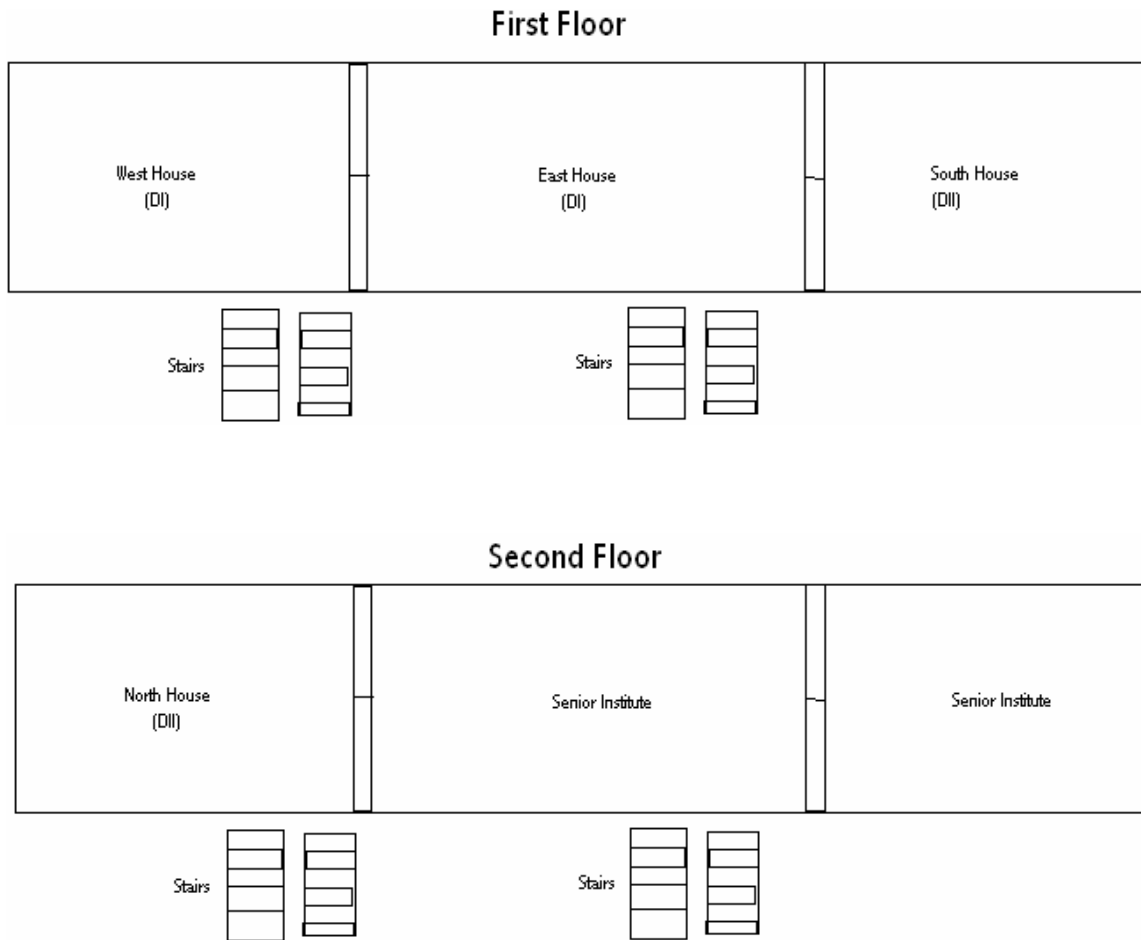 First Floor
West House
(DI)
East House
(DI)
South House
(DII)
Stairs
Stairs
Second Floor
North House
(DII)
Senior Institute
Senior Institute
Stairs
Stairs